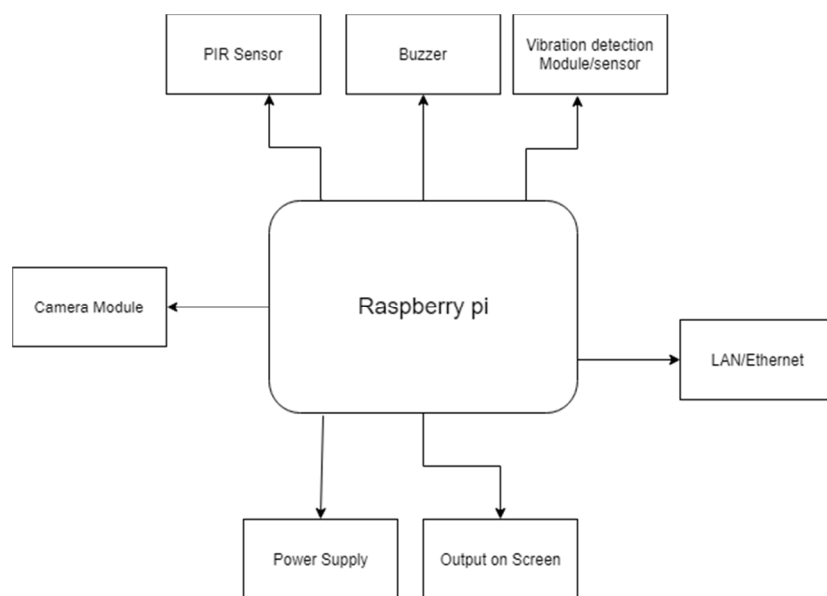 PIR Sensor
Buzzer
Vibration detection
Module/sensor
Camera Module
Raspberry pi
LAN/Ethernet
Power Supply
Output on Screen